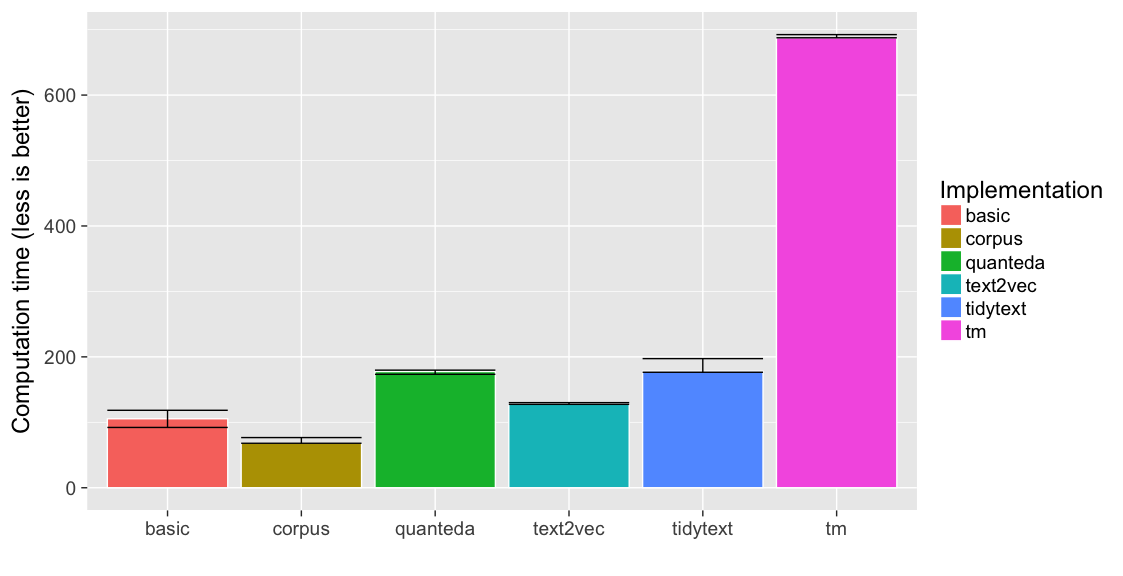 Computation time (less is better)
600
400
200
0
basic
corpus
quanteda
text2vec
tidytext
tm
Implementation
basic
corpus
quanteda
text2vec
tidytext
tm